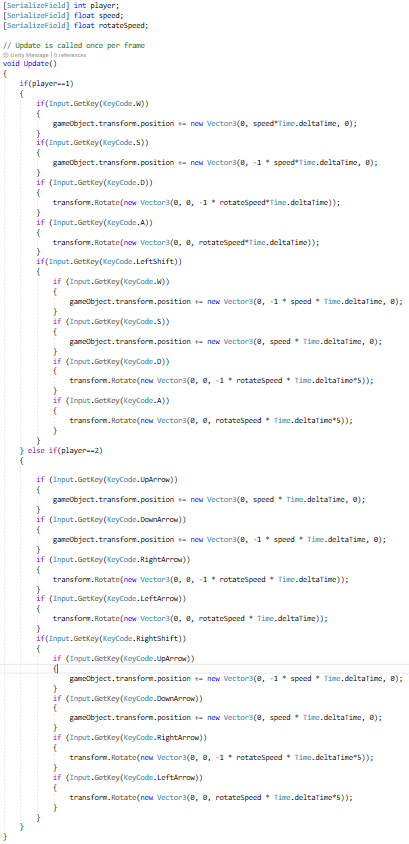 [SerializeField] int player;
[SerializeField] float speed;
[SerializeField] float rotateSpeed;
// Update is called once per frame
Unity Message | 0 references
void Update()
{
if(player==1)
{
if(Input.GetKey(KeyCode.W))
{
gameObject.transform.position += new Vector3(0, speed*Time.deltaTime, 0);
}
if(Input.GetKey(KeyCode.S))
{
gameObject.transform.position += new Vector3(0, -1 * speed*Time.deltaTime, 0);
}
if (Input.GetKey(KeyCode.D))
{
transform.Rotate(new Vector3(0, 0, -1 * rotateSpeed*Time.deltaTime));
}
if (Input.GetKey(KeyCode.A))
{
transform.Rotate(new Vector3(0, 0, rotateSpeed*Time.deltaTime));
}
if(Input.GetKey(KeyCode.LeftShift))
{
if (Input.GetKey(KeyCode.W))
{
gameObject.transform.position += new Vector3(0, -1 * speed * Time.deltaTime, 0);
}
if (Input.GetKey(KeyCode.S))
{
gameObject.transform.position += new Vector3(0, speed * Time.deltaTime, 0);
}
if (Input.GetKey(KeyCode.D))
{
transform.Rotate(new Vector3(0, 0, -1 * rotateSpeed * Time.deltaTime*5));
}
if (Input.GetKey(KeyCode.A))
{
transform.Rotate(new Vector3(0, 0, rotateSpeed * Time.deltaTime*5));
}
}
} else if(player==2)
{
if (Input.GetKey(KeyCode.UpArrow))
{
gameObject.transform.position += new Vector3(0, speed * Time.deltaTime, 0);
}
if (Input.GetKey(KeyCode.DownArrow))
{
gameObject.transform.position += new Vector3(0, -1 * speed * Time.deltaTime, 0);
}
if (Input.GetKey(KeyCode.RightArrow))
{
transform.Rotate(new Vector3(0, 0, -1 * rotateSpeed * Time.deltaTime));
}
if (Input.GetKey(KeyCode.LeftArrow))
{
transform.Rotate(new Vector3(0, 0, rotateSpeed * Time.deltaTime));
}
if(Input.GetKey(KeyCode.RightShift))
{
if (Input.GetKey(KeyCode.UpArrow))
{
gameObject.transform.position += new Vector3(0, -1 * speed * Time.deltaTime, 0);
}
if (Input.GetKey(KeyCode.DownArrow))
{
gameObject.transform.position += new Vector3(0, speed * Time.deltaTime, 0);
}
if (Input.GetKey(KeyCode.RightArrow))
{
transform.Rotate(new Vector3(0, 0, -1 * rotateSpeed * Time.deltaTime*5));
}
if (Input.GetKey(KeyCode.LeftArrow))
{
transform.Rotate(new Vector3(0, 0, rotateSpeed * Time.deltaTime*5));
}
}
}
}